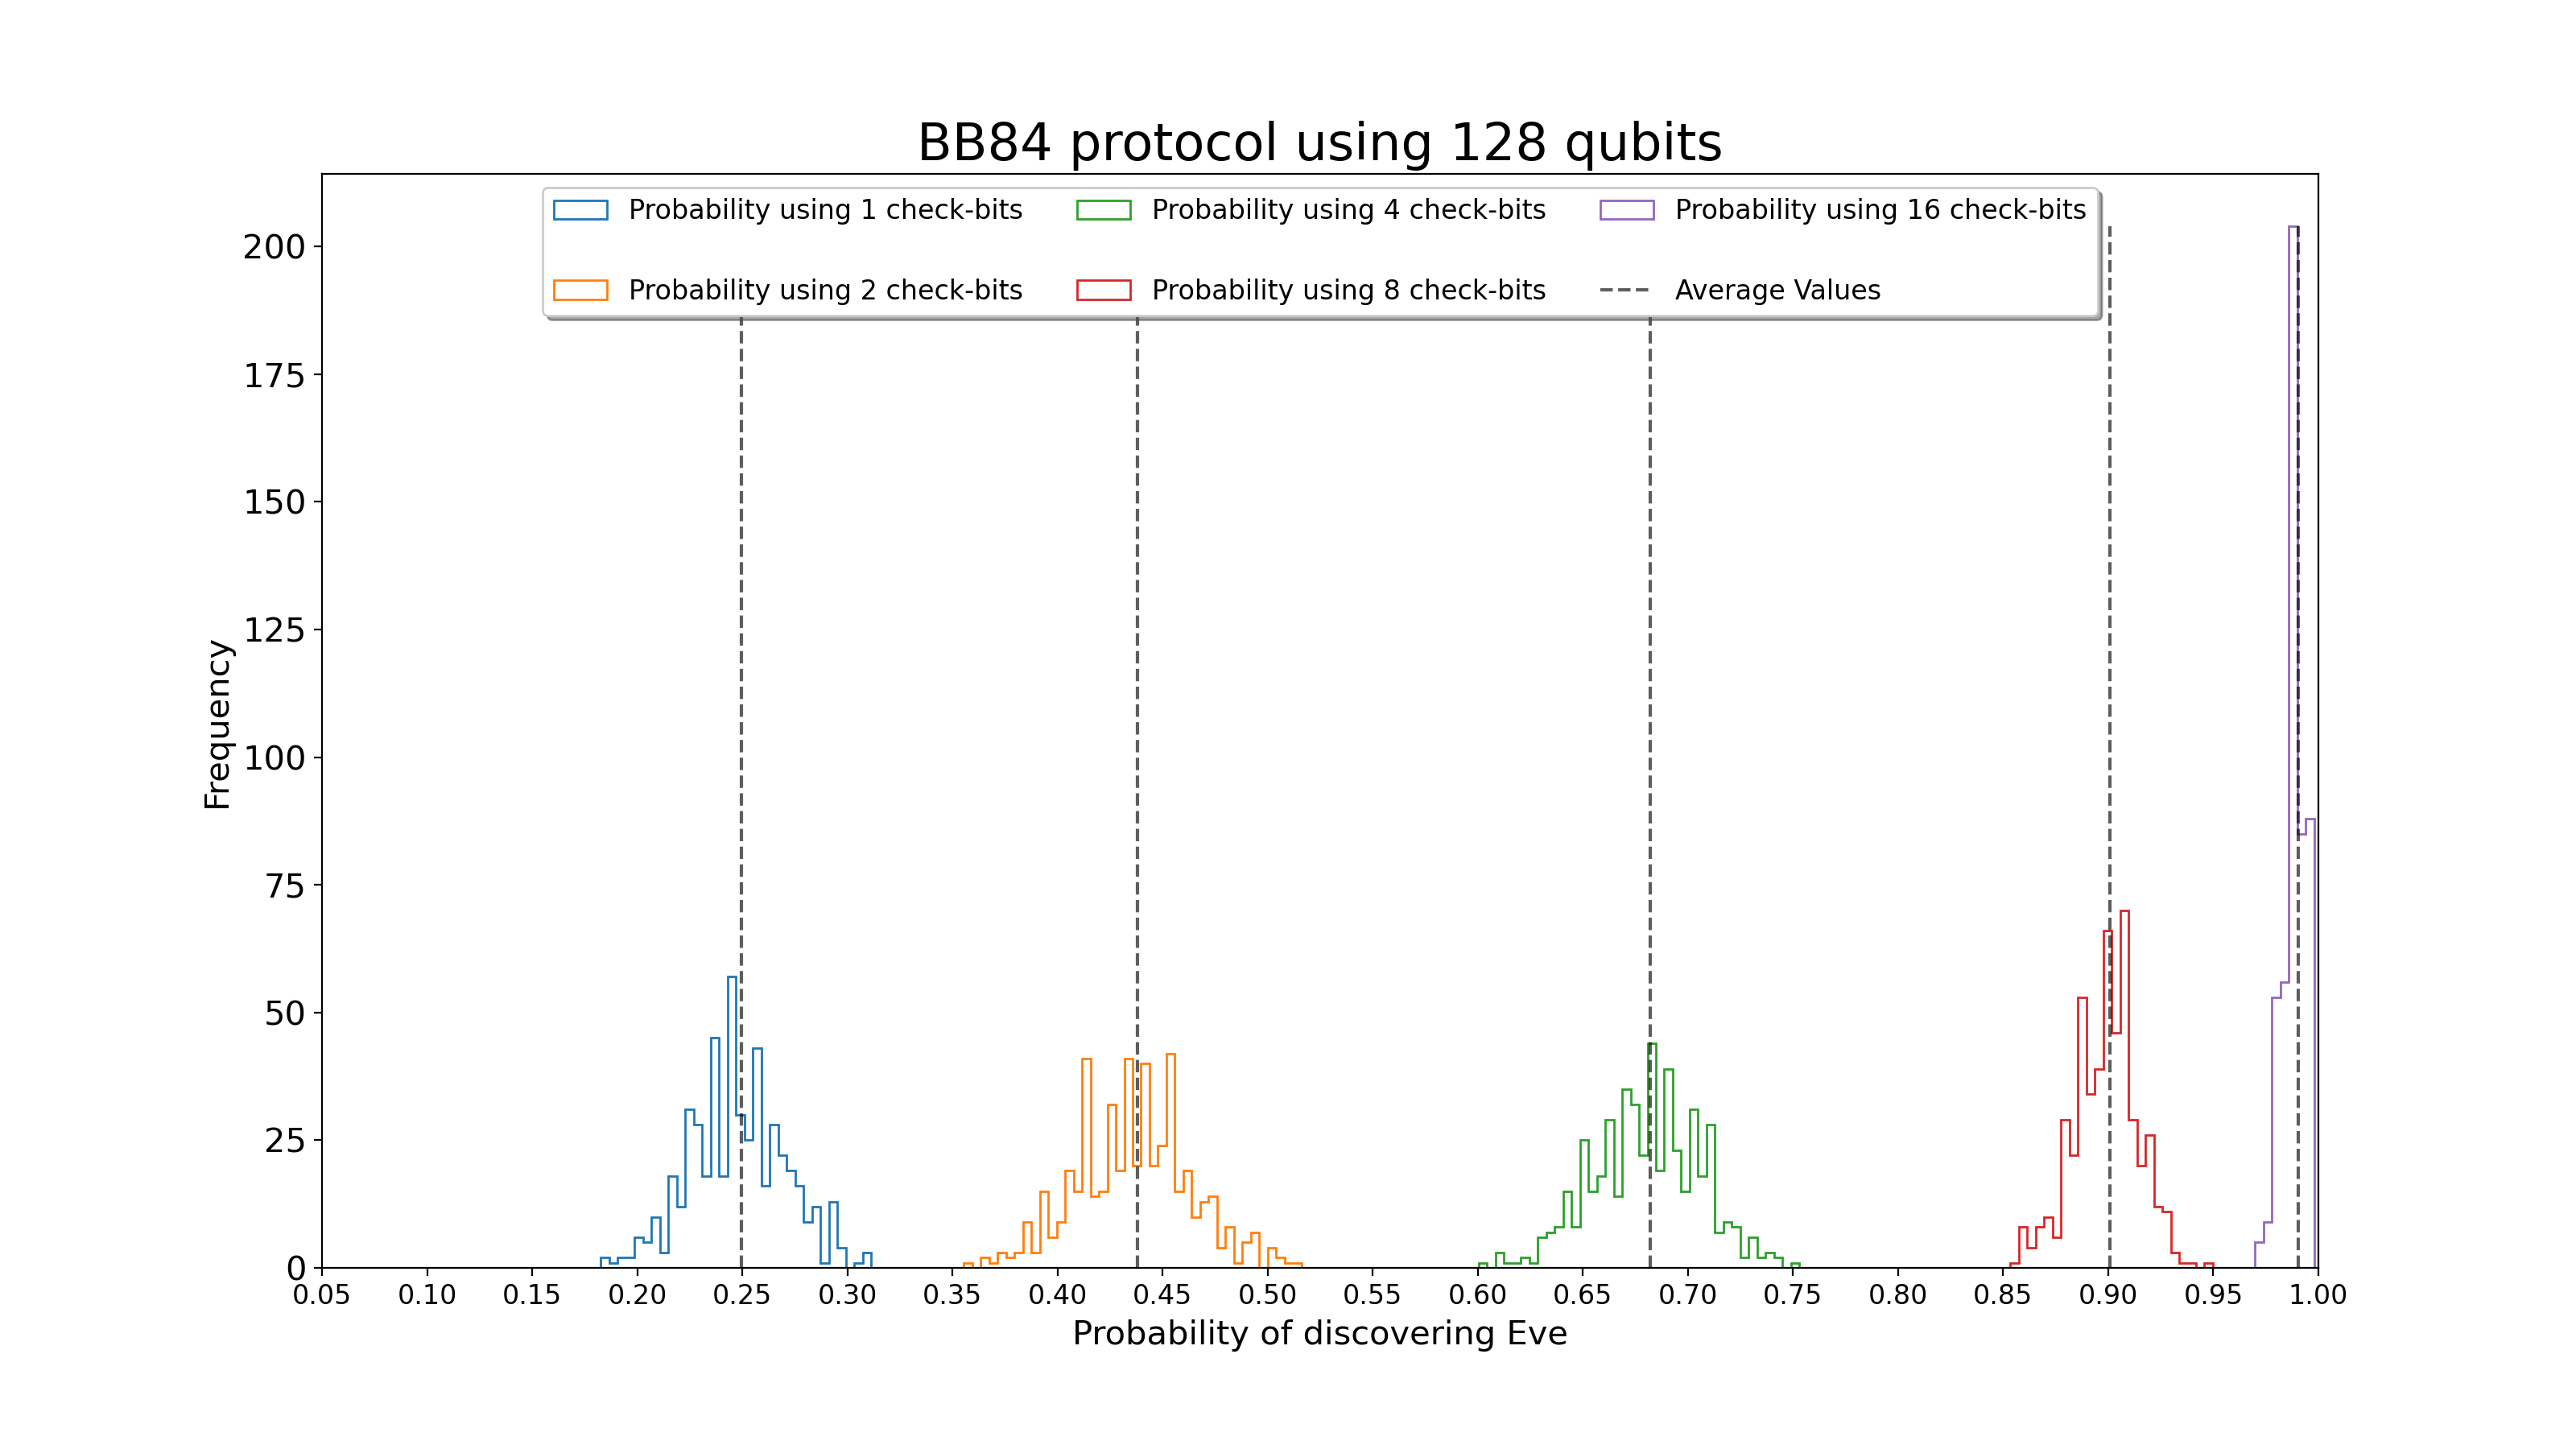 BB84 protocol using 128 qubits
Probability using 1 check-bits
Probability using 2 check-bits
Probability using 4 check-bits
Probability using 8 check-bits
Probability using 16 check-bits
Average Values
Frequency
200
175
150
125
100
75
50
25
0
0.05 0.10 0.15 0.20 0.25 0.30 0.35 0.40 0.45 0.50 0.55 0.60 0.65 0.70 0.75 0.80 0.85 0.90 0.95 1.00
Probability of discovering Eve